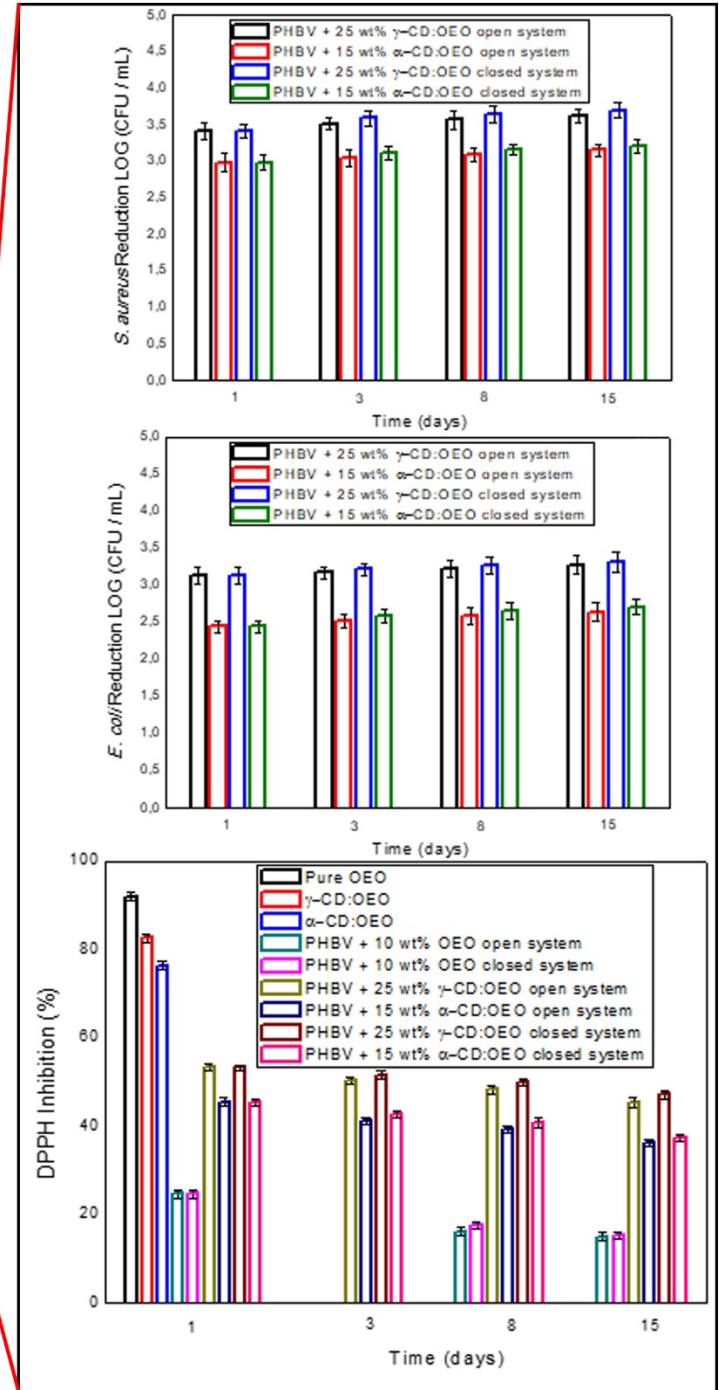 5,0
4,5
4,0
3,5
3,0
2,5
2,0
1,5
1,0
0,5
0,0
S. aureus Reduction LOG (CFU / mL)
PHBV + 25 wt% γ–CD:OEO open system
PHBV + 15 wt% α–CD:OEO open system
PHBV + 25 wt% γ–CD:OEO closed system
PHBV + 15 wt% α–CD:OEO closed system
1 3 8 15
Time (days)
5,0
4,5
4,0
3,5
3,0
2,5
2,0
1,5
1,0
0,5
0,0
E. coli Reduction LOG (CFU / mL)
PHBV + 25 wt% γ–CD:OEO open system
PHBV + 15 wt% α–CD:OEO open system
PHBV + 25 wt% γ–CD:OEO closed system
PHBV + 15 wt% α–CD:OEO closed system
1 3 8 15
Time (days)
100
80
60
40
20
0
DPPH Inhibition (%)
Pure OEO
γ–CD:OEO
α–CD:OEO
PHBV + 10 wt% OEO open system
PHBV + 10 wt% OEO closed system
PHBV + 25 wt% γ–CD:OEO open system
PHBV + 15 wt% α–CD:OEO open system
PHBV + 25 wt% γ–CD:OEO closed system
PHBV + 15 wt% α–CD:OEO closed system
1 3 8 15
Time (days)